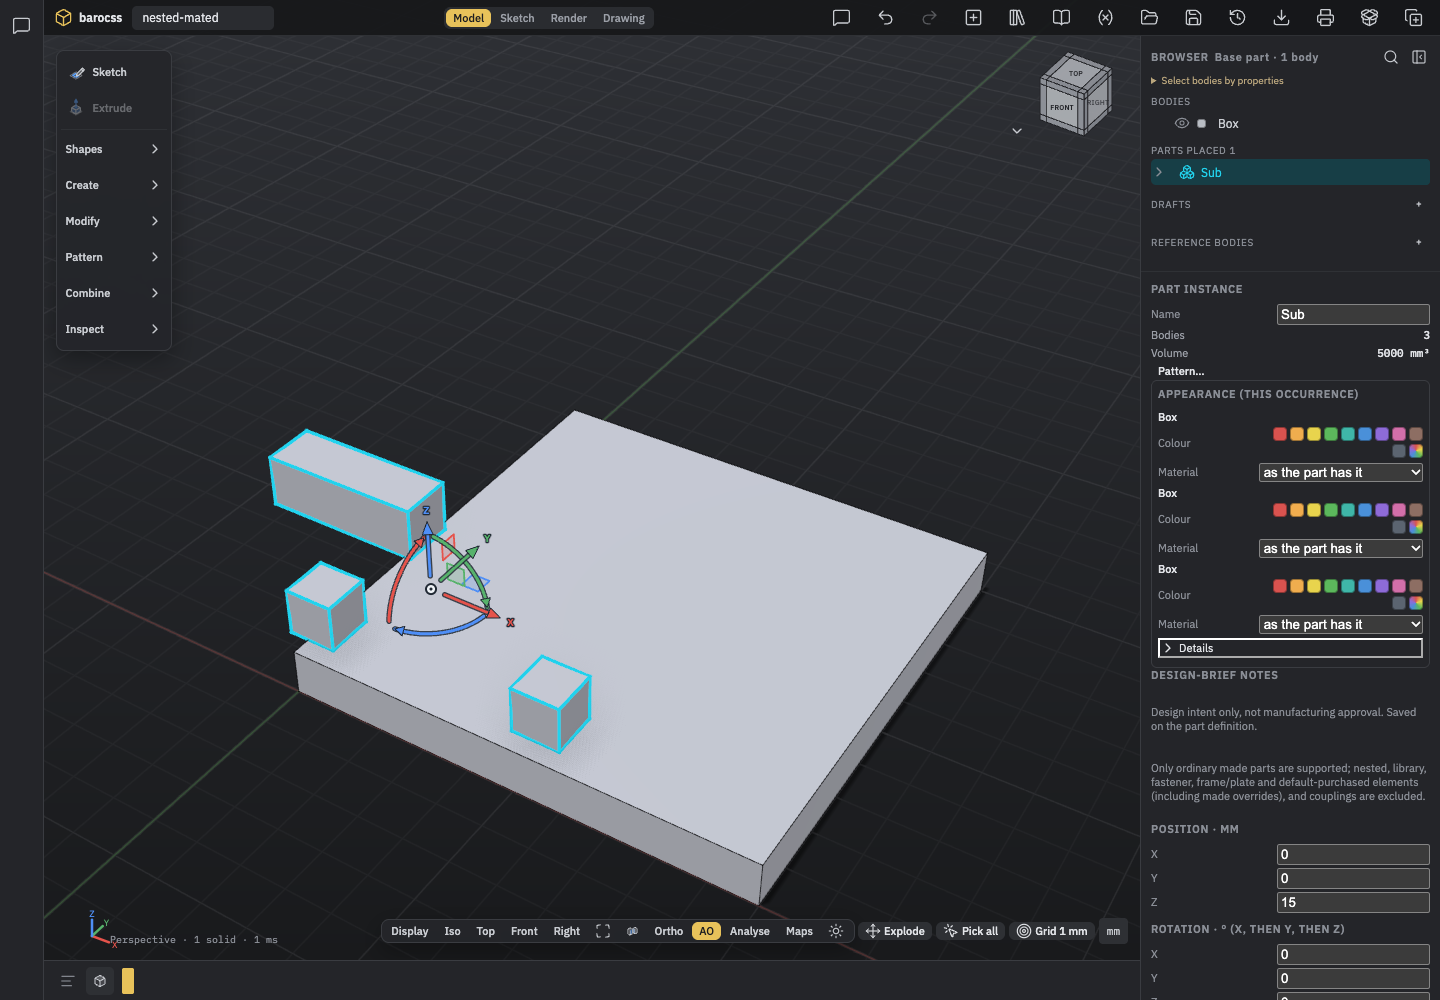 barocss
nested-mated
Model
Sketch
Render
Drawing
Sketch
Extrude
Shapes
Create
Modify
Pattern
Combine
Inspect
TOP
FRONT
RIGHT
Z
Y
X
Z
Y
X
Perspective · 1 solid · 1 ms
Display
Iso
Top
Front
Right
Ortho
AO
Analyse
Maps
Explode
Pick all
Grid 1 mm
mm
BROWSER Base part · 1 body
Select bodies by properties
BODIES
Box
PARTS PLACED 1
Sub
DRAFTS +
REFERENCE BODIES +
PART INSTANCE
Name Sub
Bodies 3
Volume 5000 mm³
Pattern...
APPEARANCE (THIS OCCURRENCE)
Box
Colour
Material as the part has it
Box
Colour
Material as the part has it
Box
Colour
Material as the part has it
Details
DESIGN-BRIEF NOTES
Design intent only, not manufacturing approval. Saved
on the part definition.
Only ordinary made parts are supported; nested, library,
fastener, frame/plate and default-purchased elements
(including made overrides), and couplings are excluded.
POSITION · MM
X 0
Y 0
Z 15
ROTATION · ° (X, THEN Y, THEN Z)
X 0
Y 0